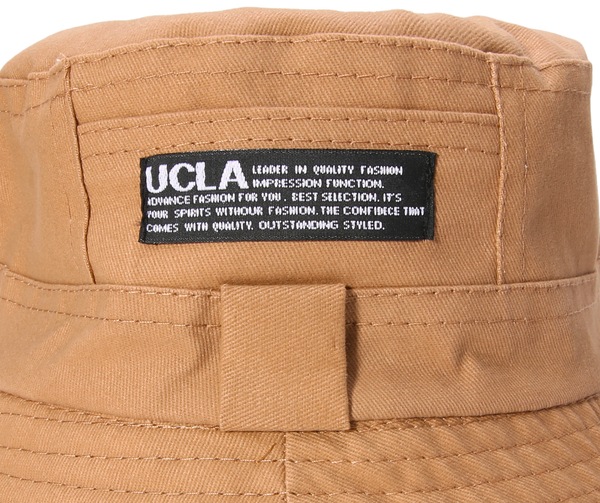 UCLA LEADER IN QUALITY FASHION
IMPRESSION FUNCTION.
ADVANCE FASHION FOR YOU. BEST SELECTION. IT'S
YOUR SPIRITS WITHOUR FASHION. THE CONFIDECE THAT
COMES WITH QUALITY. OUTSTANDING STYLED.